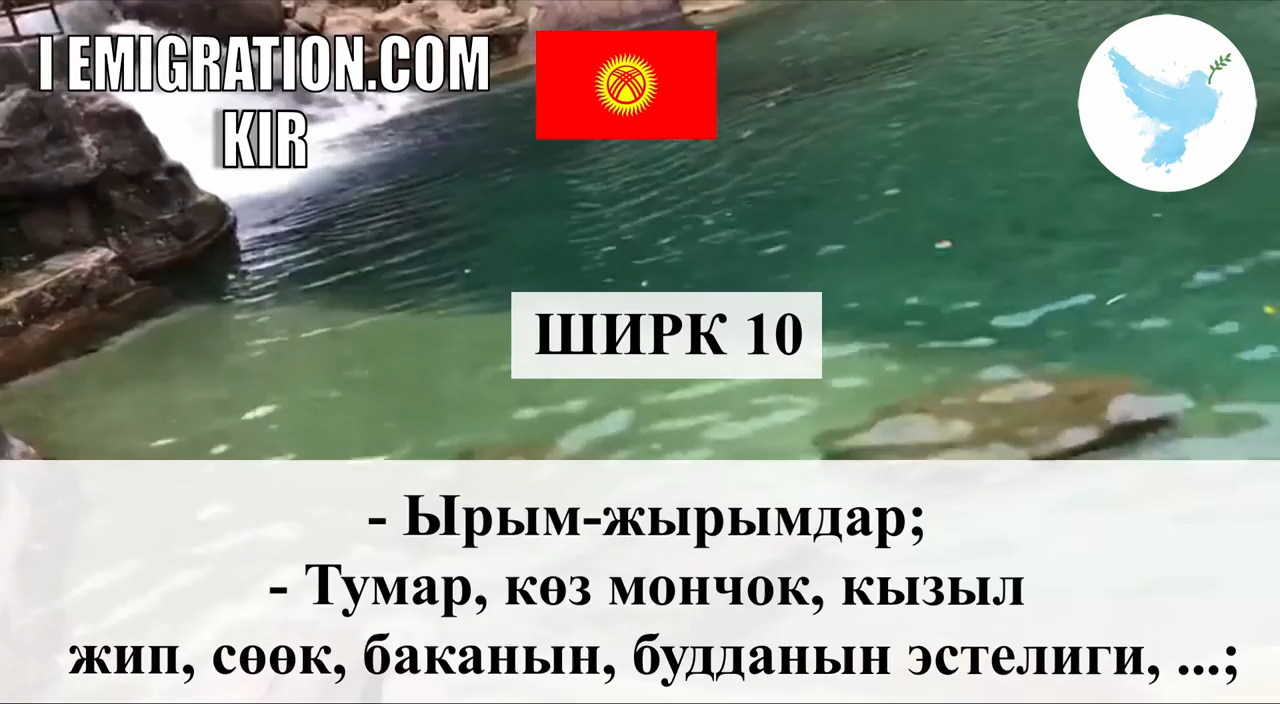 I EMIGRATION.COM
KIR
ШИРК 10
- Ырым-жырымдар;
- Тумар, көз мончок, кызыл
жип, сөөк, баканын, будданын эстелиги, ...;